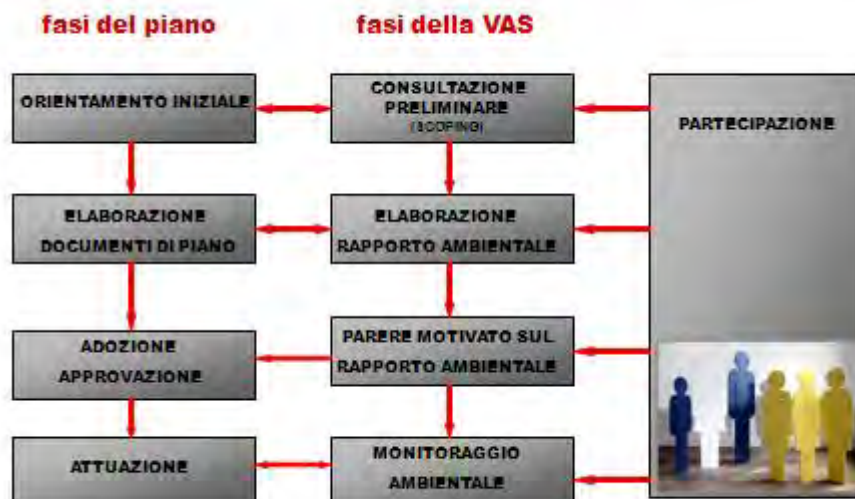 fasi del piano
fasi della VAS
ORIENTAMENTO INIZIALE
CONSULTAZIONE
PRELIMINARE
(SCOPING)
PARTECIPAZIONE
ELABORAZIONE
DOCUMENTI DI PIANO
ELABORAZIONE
RAPPORTO AMBIENTALE
ADOZIONE
APPROVAZIONE
PARERE MOTIVATO SUL
RAPPORTO AMBIENTALE
ATTUAZIONE
MONITORAGGIO
AMBIENTALE